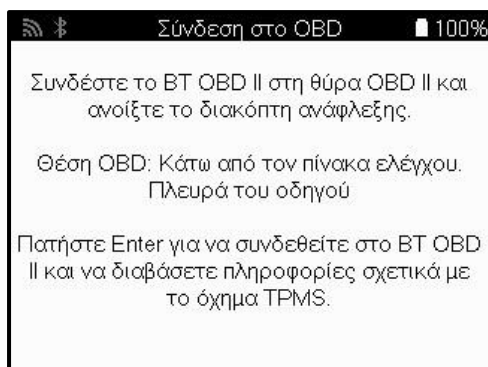 Σύνδεση στο OBD 100%
Συνδέστε το BT OBD II στη θύρα OBD II και
ανοίξτε το διακόπτη ανάφλεξης.
Θέση OBD: Κάτω από τον πίνακα ελέγχου.
Πλευρά του οδηγού
Πατήστε Enter για να συνδεθείτε στο BT OBD
II και να διαβάσετε πληροφορίες σχετικά με
το όχημα TPMS.